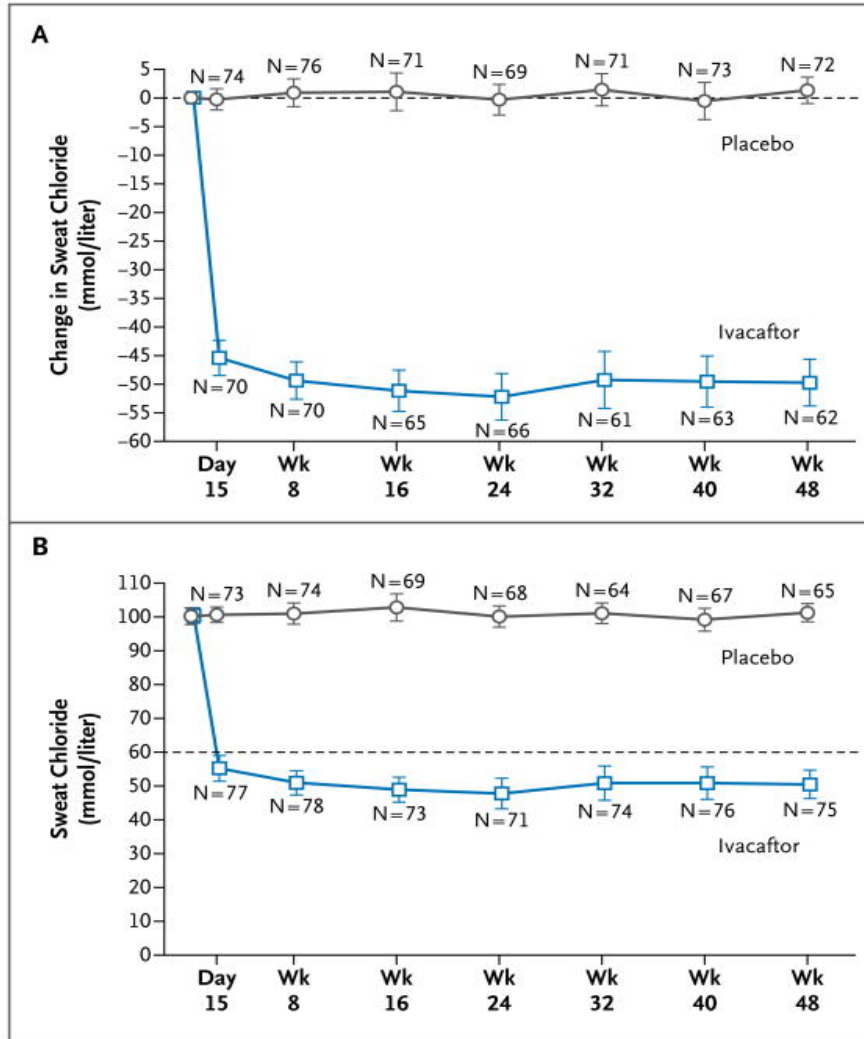 A
N=74 N=76 N=71 N=69 N=71 N=73 N=72
5
0
–5
–10
–15
–20
–25
–30
–35
–40
–45
–50
–55
–60
Change in Sweat Chloride
(mmol/liter)
Placebo
Ivacaftor
N=70 N=70 N=65 N=66 N=61 N=63 N=62
Day Wk Wk Wk Wk Wk Wk
15 8 16 24 32 40 48
B
N=73 N=74 N=69 N=68 N=64 N=67 N=65
110
100
90
80
70
60
50
40
30
20
10
0
Sweat Chloride
(mmol/liter)
Placebo
N=77 N=78 N=73 N=71 N=74 N=76 N=75
Ivacaftor
Day Wk Wk Wk Wk Wk Wk
15 8 16 24 32 40 48